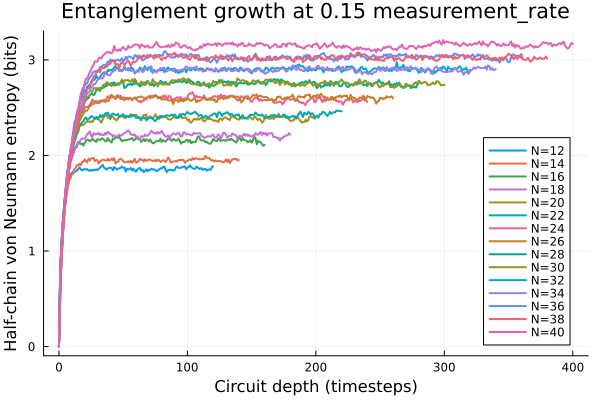 Entanglement growth at 0.15 measurement_rate
Half-chain von Neumann entropy (bits)
3
2
1
0
N=12
N=14
N=16
N=18
N=20
N=22
N=24
N=26
N=28
N=30
N=32
N=34
N=36
N=38
N=40
0 100 200 300 400
Circuit depth (timesteps)